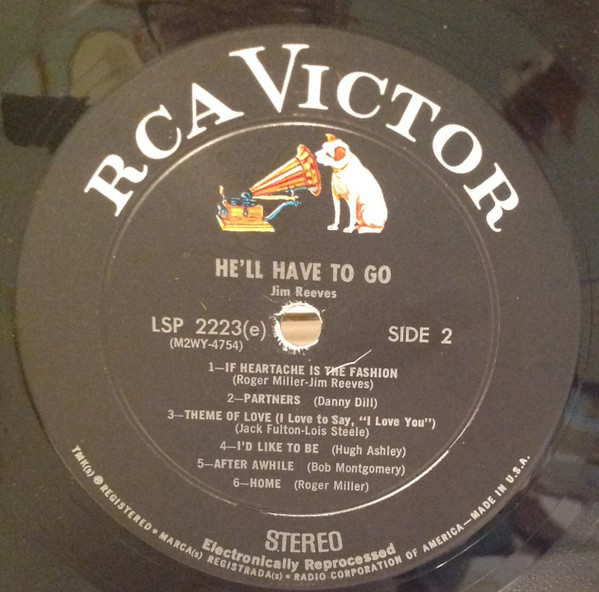 RCA VICTOR
HE'LL HAVE TO GO
Jim Reeves
LSP 2223(e)
(M2WY-4754)
SIDE 2
1—IF HEARTACHE IS THE FASHION
(Roger Miller-Jim Reeves)
2—PARTNERS (Danny Dill)
3—THEME OF LOVE (I Love to Say, "I Love You")
(Jack Fulton-Lois Steele)
4—I'D LIKE TO BE (Hugh Ashley)
5—AFTER AWHILE (Bob Montgomery)
6—HOME (Roger Miller)
STEREO
Electronically Reprocessed
TMK(s) ® REGISTERED • MARCA(s) REGISTRADA(s) • RADIO CORPORATION OF AMERICA—MADE IN U.S.A.